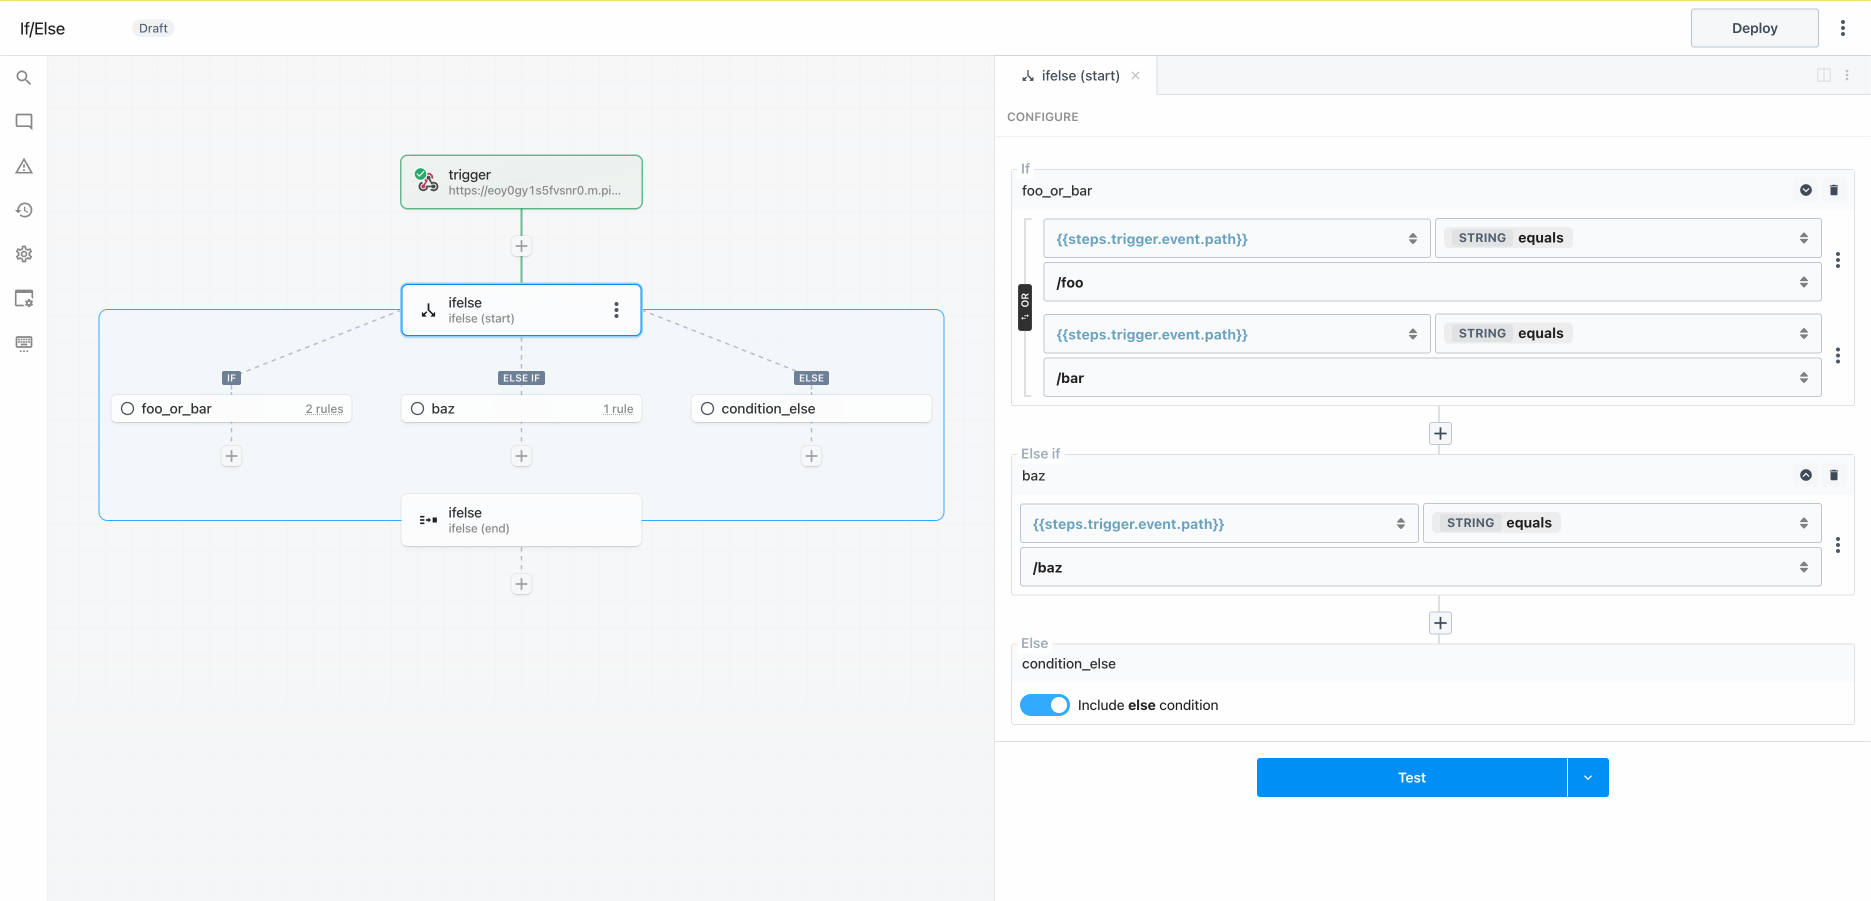 If/Else
Draft
Deploy
trigger
https://eoy0gy1s5fvsnr0.m.pi...
ifelse
ifelse (start)
IF
ELSE IF
ELSE
foo_or_bar
2 rules
baz
1 rule
condition_else
ifelse
ifelse (end)
ifelse (start)
CONFIGURE
If
foo_or_bar
{{steps.trigger.event.path}}
STRING equals
/foo
OR
{{steps.trigger.event.path}}
STRING equals
/bar
Else if
baz
{{steps.trigger.event.path}}
STRING equals
/baz
Else
condition_else
Include else condition
Test